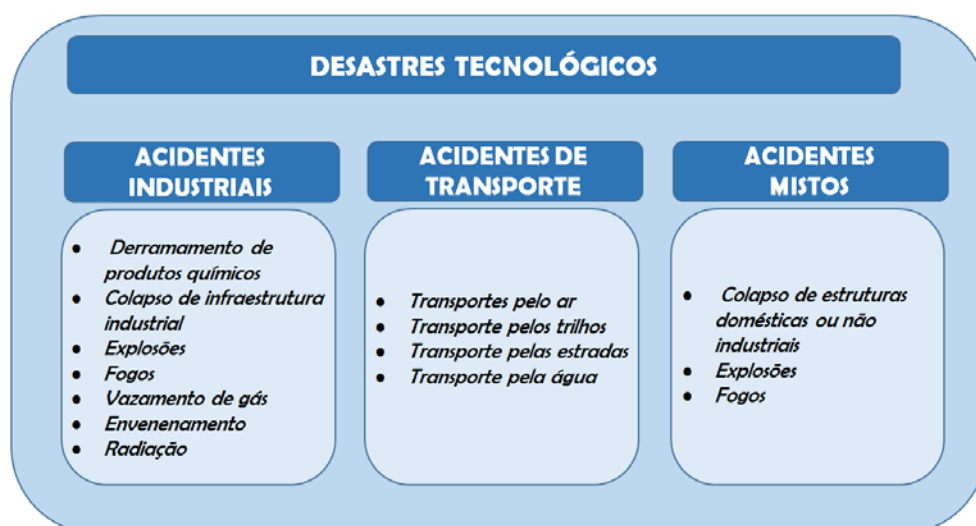 DESASTRES TECNOLÓGICOS
ACIDENTES
INDUSTRIAIS
• Derramamento de
produtos químicos
• Colapso de infraestrutura
industrial
• Explosões
• Fogos
• Vazamento de gás
• Envenenamento
• Radiação
ACIDENTES DE
TRANSPORTE
• Transportes pelo ar
• Transporte pelos trilhos
• Transporte pelas estradas
• Transporte pela água
ACIDENTES
MISTOS
• Colapso de estruturas
domésticas ou não
industriais
• Explosões
• Fogos